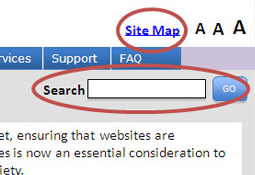 Site Map A A A
rvices Support FAQ
Search GO
et, ensuring that websites are
es is now an essential consideration to
iety.